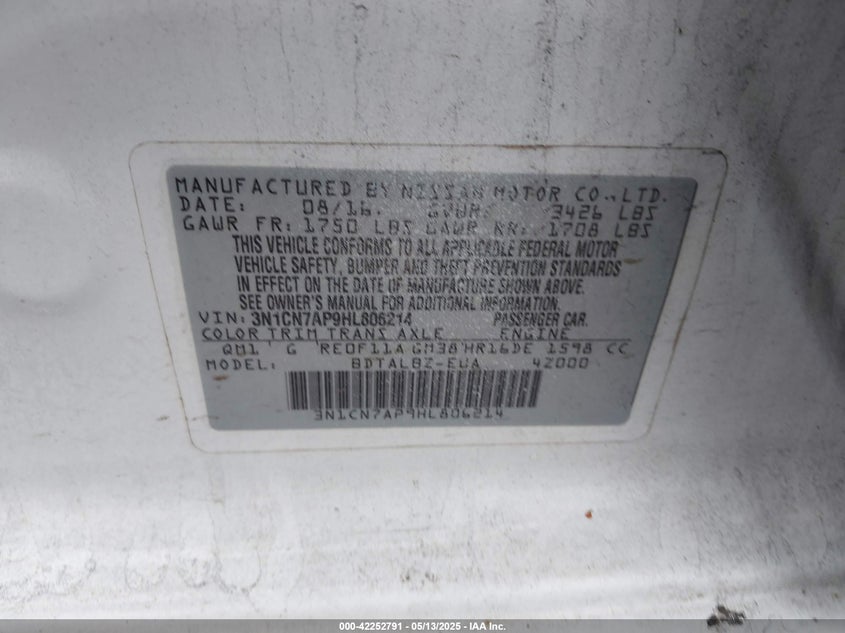 MANUFACTURED BY NISSAN MOTOR CO.,LTD.
DATE: 08/16. GVWR: 3426 LBS
GAWR FR: 1750 LBS GAWR RR: 1708 LBS
THIS VEHICLE CONFORMS TO ALL APPLICABLE FEDERAL MOTOR
VEHICLE SAFETY, BUMPER AND THEFT PREVENTION STANDARDS
IN EFFECT ON THE DATE OF MANUFACTURE SHOWN ABOVE.
SEE OWNER'S MANUAL FOR ADDITIONAL INFORMATION.
VIN: 3N1CN7AP9HL806214 PASSENGER CAR.
COLOR TRIM TRANS AXLE ENGINE
QM1 G RE0F11A GM38 HR16DE 1598 CC
MODEL: BDTALBZ-EUA 42000
3N1CN7AP9HL806214
000-42252791 - 05/13/2025 - IAA Inc.